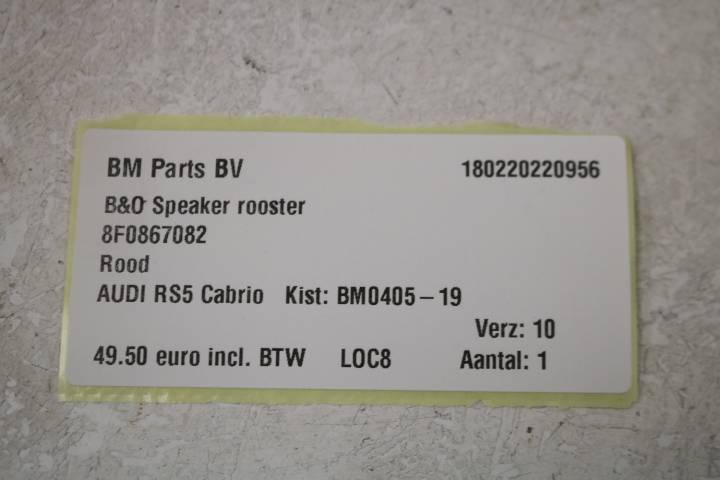 BM Parts BV 180220220956
B&O Speaker rooster
8F0867082
Rood
AUDI RS5 Cabrio Kist: BM0405-19
Verz: 10
49.50 euro incl. BTW LOC8 Aantal: 1